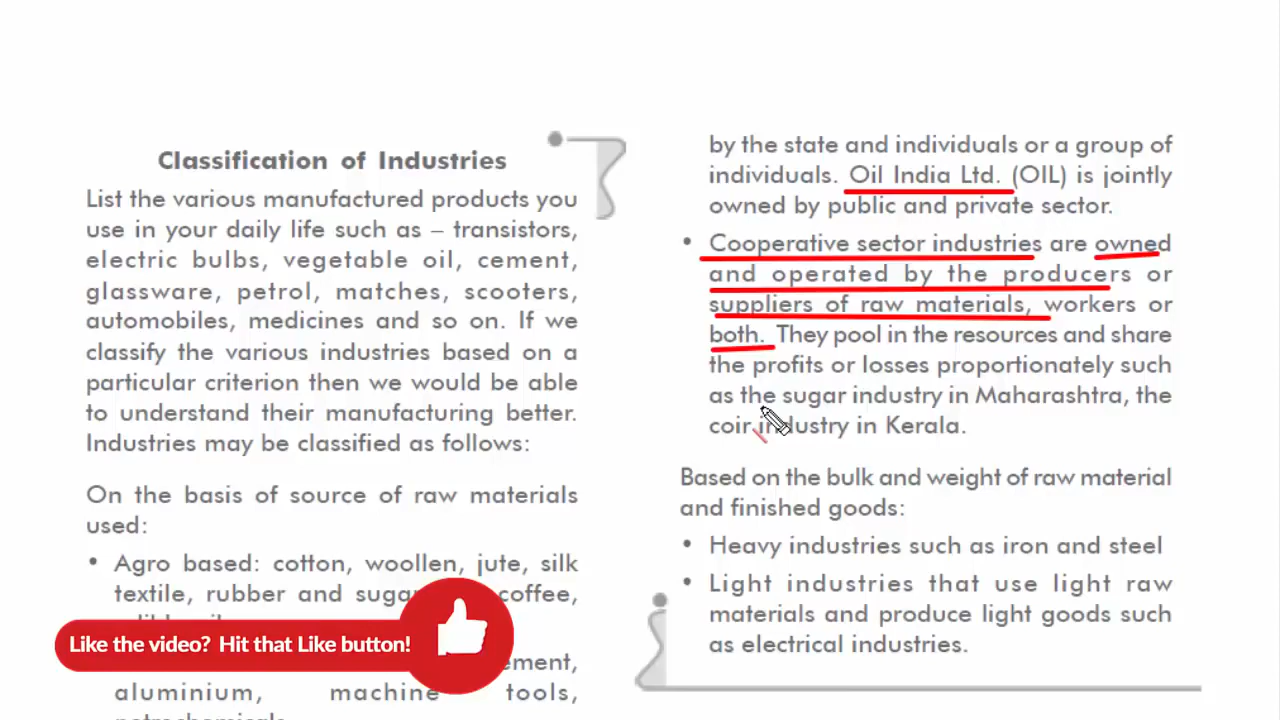 Classification of Industries
List the various manufactured products you
use in your daily life such as – transistors,
electric bulbs, vegetable oil, cement,
glassware, petrol, matches, scooters,
automobiles, medicines and so on. If we
classify the various industries based on a
particular criterion then we would be able
to understand their manufacturing better.
Industries may be classified as follows:
On the basis of source of raw materials
used:
• Agro based: cotton, woollen, jute, silk
textile, rubber and coffee,
Like the video? Hit that Like button!
aluminium, machine tools,
by the state and individuals or a group of
individuals. Oil India Ltd. (OIL) is jointly
owned by public and private sector.
• Cooperative sector industries are owned
and operated by the producers or
suppliers of raw materials, workers or
both. They pool in the resources and share
the profits or losses proportionately such
as the sugar industry in Maharashtra, the
coir industry in Kerala.
Based on the bulk and weight of raw material
and finished goods:
• Heavy industries such as iron and steel
• Light industries that use light raw
materials and produce light goods such
as electrical industries.